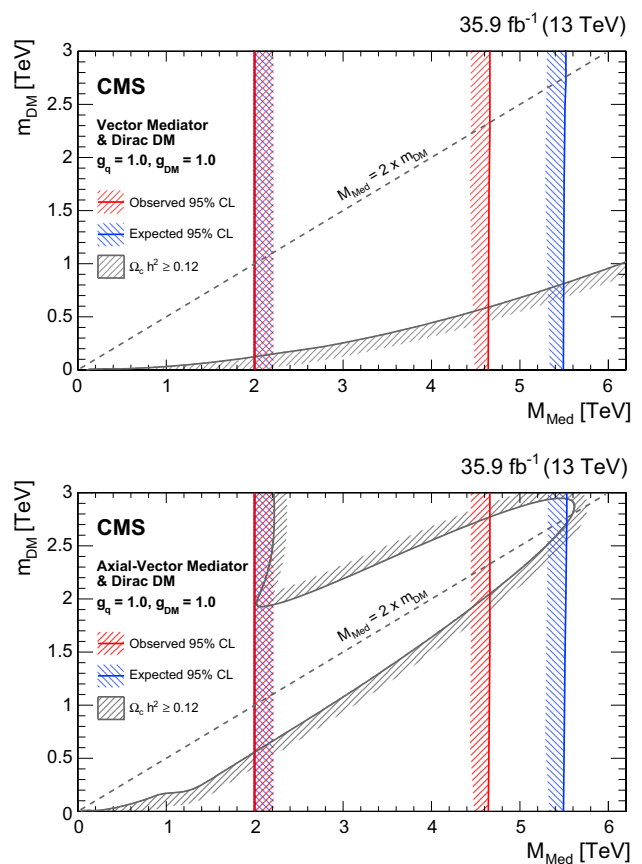 35.9 fb⁻¹ (13 TeV)
m_DM [TeV]
3
2.5
2
1.5
1
0.5
0
CMS
Vector Mediator
& Dirac DM
g_q = 1.0, g_DM = 1.0
Observed 95% CL
Expected 95% CL
Ω_c h² ≥ 0.12
M_Med = 2 x m_DM
0 1 2 3 4 5 6
M_Med [TeV]
35.9 fb⁻¹ (13 TeV)
m_DM [TeV]
3
2.5
2
1.5
1
0.5
0
CMS
Axial-Vector Mediator
& Dirac DM
g_q = 1.0, g_DM = 1.0
Observed 95% CL
Expected 95% CL
Ω_c h² ≥ 0.12
M_Med = 2 x m_DM
0 1 2 3 4 5 6
M_Med [TeV]